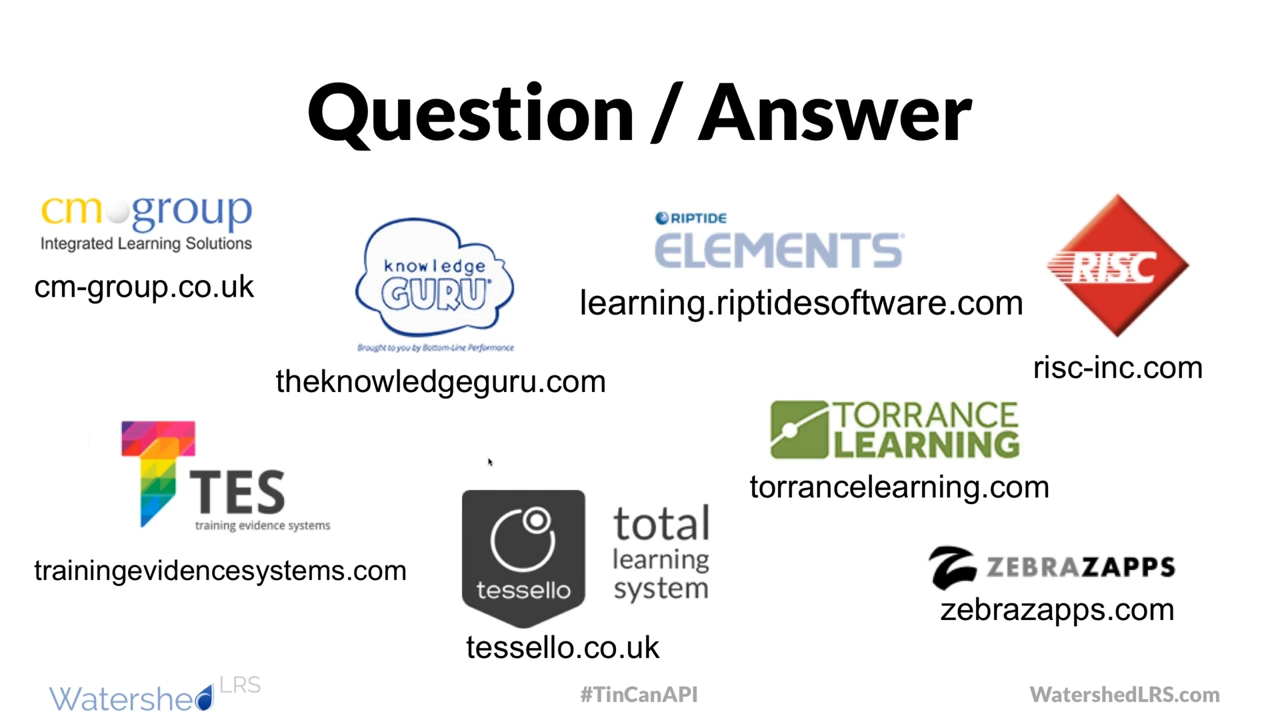 Question / Answer
cm group
Integrated Learning Solutions
cm-group.co.uk
knowledge
GURU®
Brought to you by Bottom-Line Performance
theknowledgeguru.com
RIPTIDE
ELEMENTS
learning.riptidesoftware.com
RISC
risc-inc.com
TES
training evidence systems
trainingevidencesystems.com
tessello
total
learning
system
tessello.co.uk
TORRANCE
LEARNING
torrancelearning.com
ZEBRAZAPPS
zebrazapps.com
Watershed LRS
#TinCanAPI
WatershedLRS.com